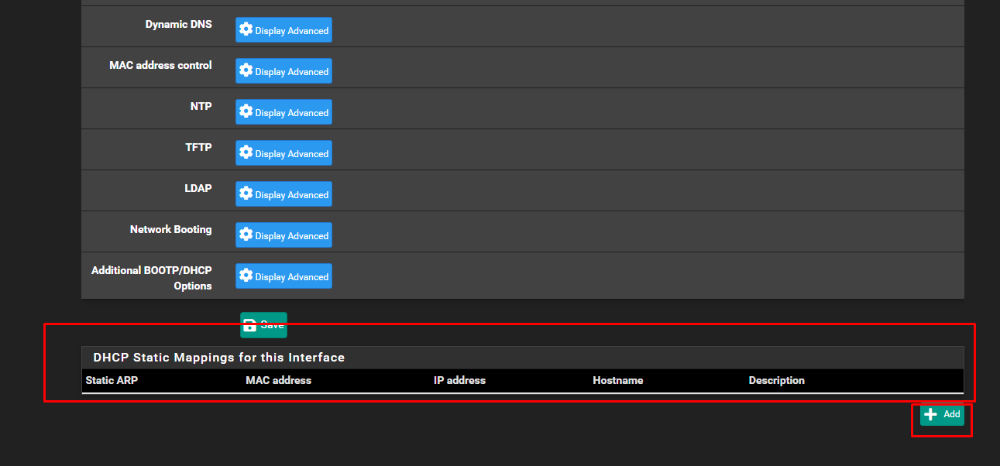 Dynamic DNS
Display Advanced
MAC address control
Display Advanced
NTP
Display Advanced
TFTP
Display Advanced
LDAP
Display Advanced
Network Booting
Display Advanced
Additional BOOTP/DHCP
Options
Display Advanced
Save
DHCP Static Mappings for this Interface
Static ARP MAC address IP address Hostname Description
Add